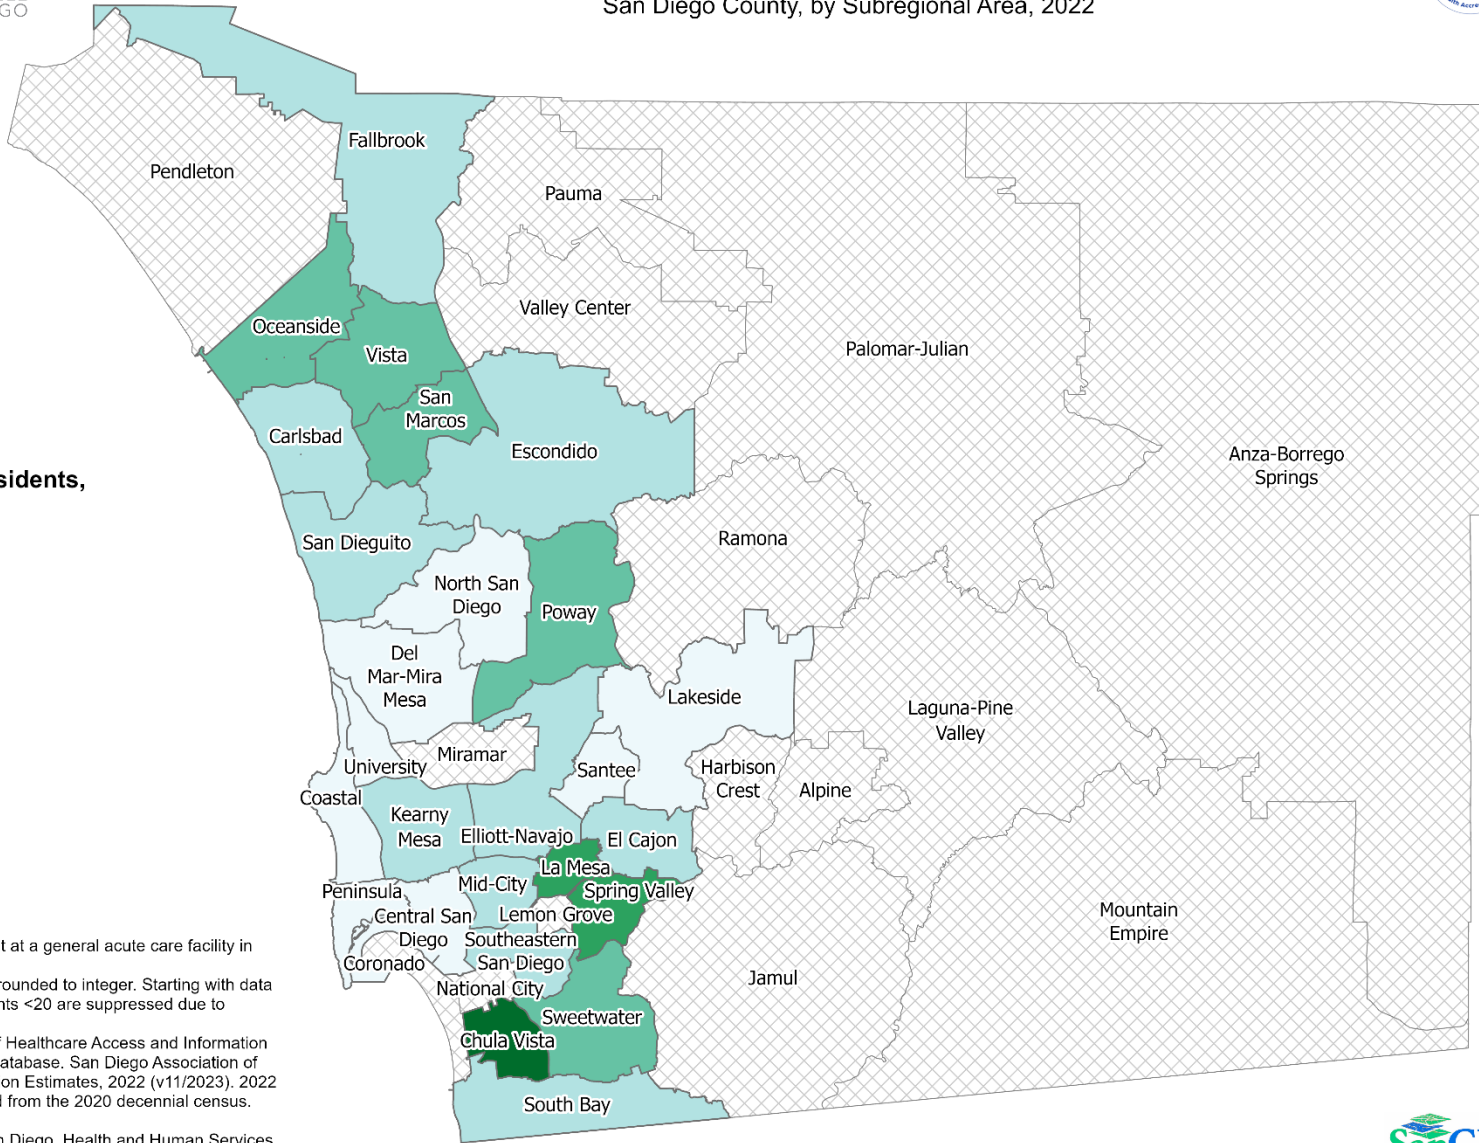 GO
San Diego County, by Subregional Area, 2022
Fallbrook
Pendleton
Pauma
Valley Center
Oceanside
Vista
Palomar-Julian
San
Marcos
Carlsbad
Escondido
Anza-Borrego
Springs
sidents,
San Dieguito
Ramona
North San
Diego
Poway
Del
Mar-Mira
Mesa
Lakeside
Laguna-Pine
Valley
Miramar
University
Santee
Harbison
Crest
Alpine
Coastal
Kearny
Mesa
Elliott-Navajo
El Cajon
La Mesa
Mid-City
Spring Valley
Peninsula
Central San
Diego
Lemon Grove
Mountain
Empire
Southeastern
San Diego
Coronado
Jamul
National City
Sweetwater
Chula Vista
South Bay
t at a general acute care facility in
rounded to integer. Starting with data
nts <20 are suppressed due to
f Healthcare Access and Information
atabase. San Diego Association of
on Estimates, 2022 (v11/2023). 2022
d from the 2020 decennial census.
n Diego, Health and Human Services